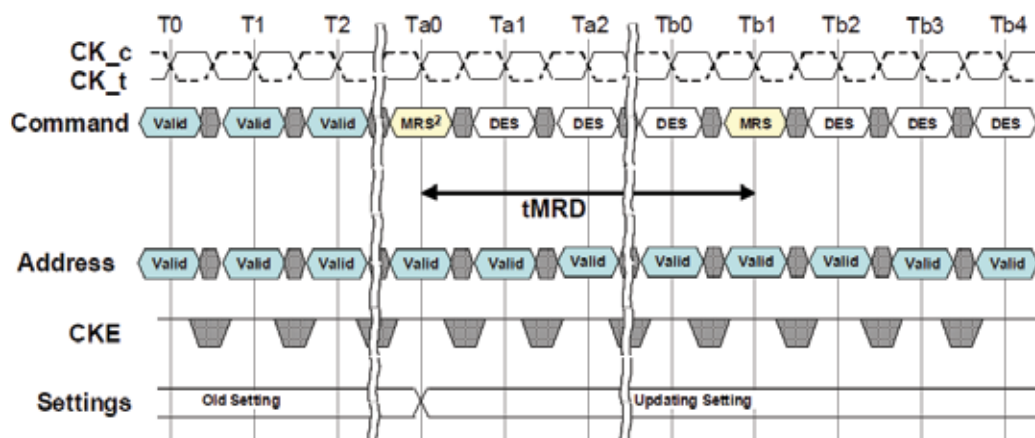 T0 T1 T2 Ta0 Ta1 Ta2 Tb0 Tb1 Tb2 Tb3 Tb4
CK_c
CK_t
Command Valid Valid Valid MRS² DES DES DES MRS DES DES DES
tMRD
Address Valid Valid Valid Valid Valid Valid Valid Valid Valid Valid Valid
CKE
Settings Old Setting Updating Setting